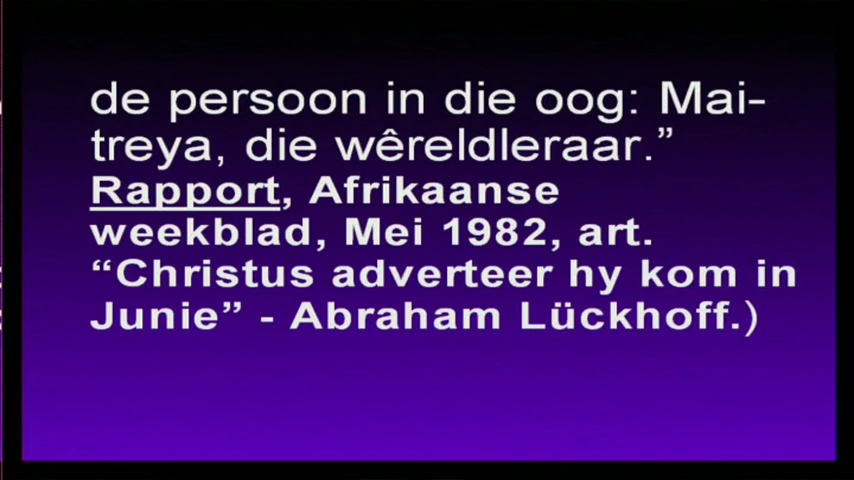 de persoon in die oog: Mai-
treya, die wêreldleraar.”
Rapport, Afrikaanse
weekblad, Mei 1982, art.
“Christus adverteer hy kom in
Junie” - Abraham Lückhoff.)